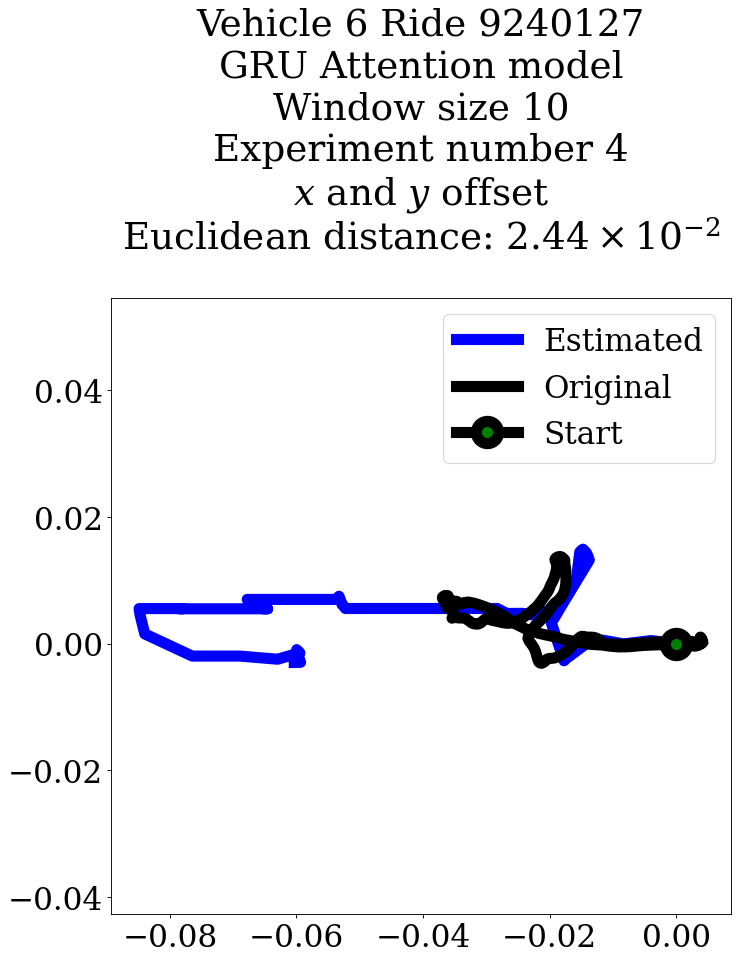 Vehicle 6 Ride 9240127
GRU Attention model
Window size 10
Experiment number 4
x and y offset
Euclidean distance: 2.44 × 10⁻²
Estimated
Original
Start
0.04
0.02
0.00
−0.02
−0.04
−0.08 −0.06 −0.04 −0.02 0.00